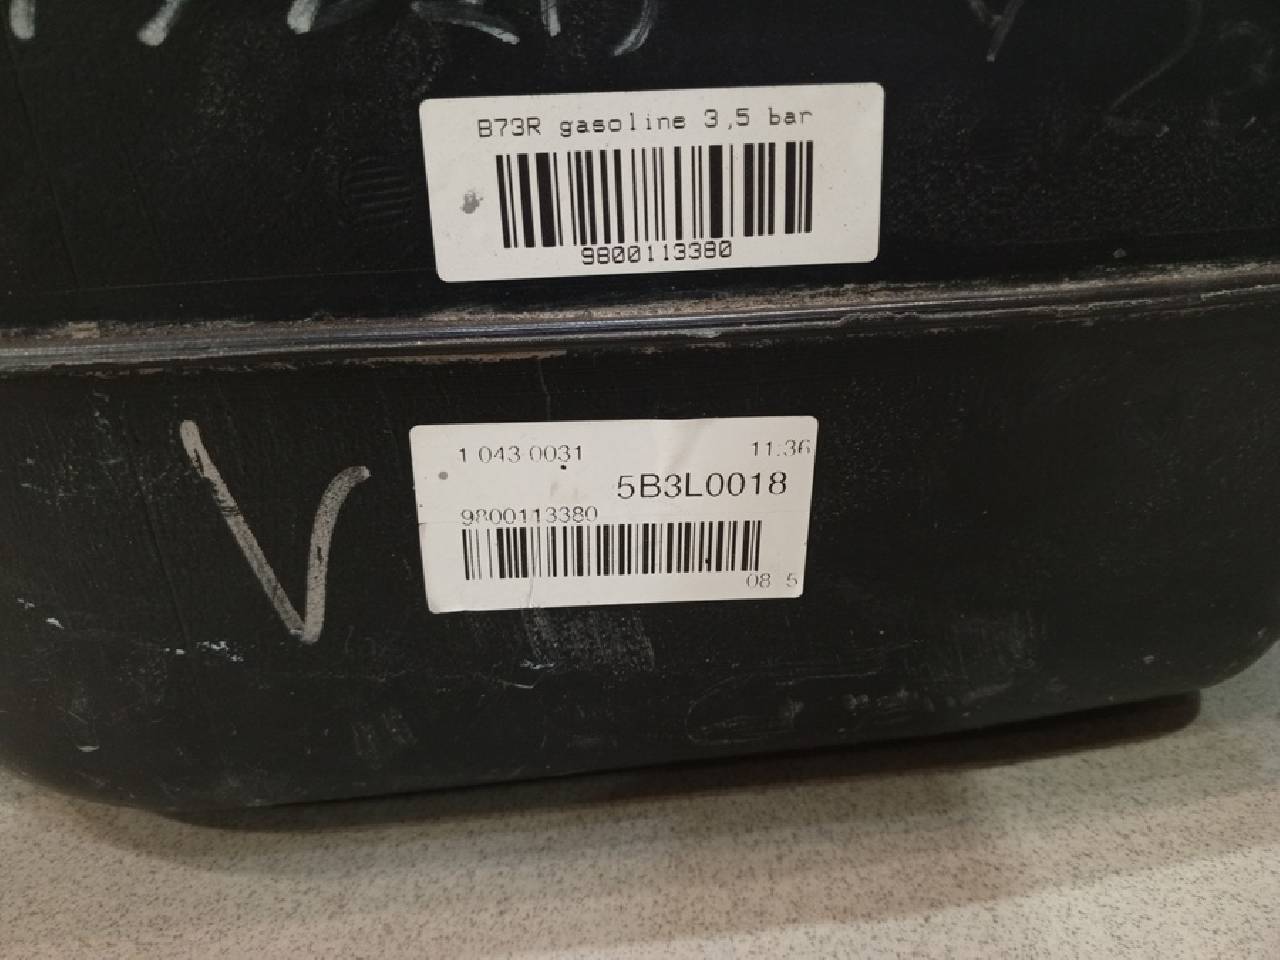 B73R gasoline 3,5 bar
9800113380
1 043 0031 11:36
5B3L0018
9800113380
08 5
V